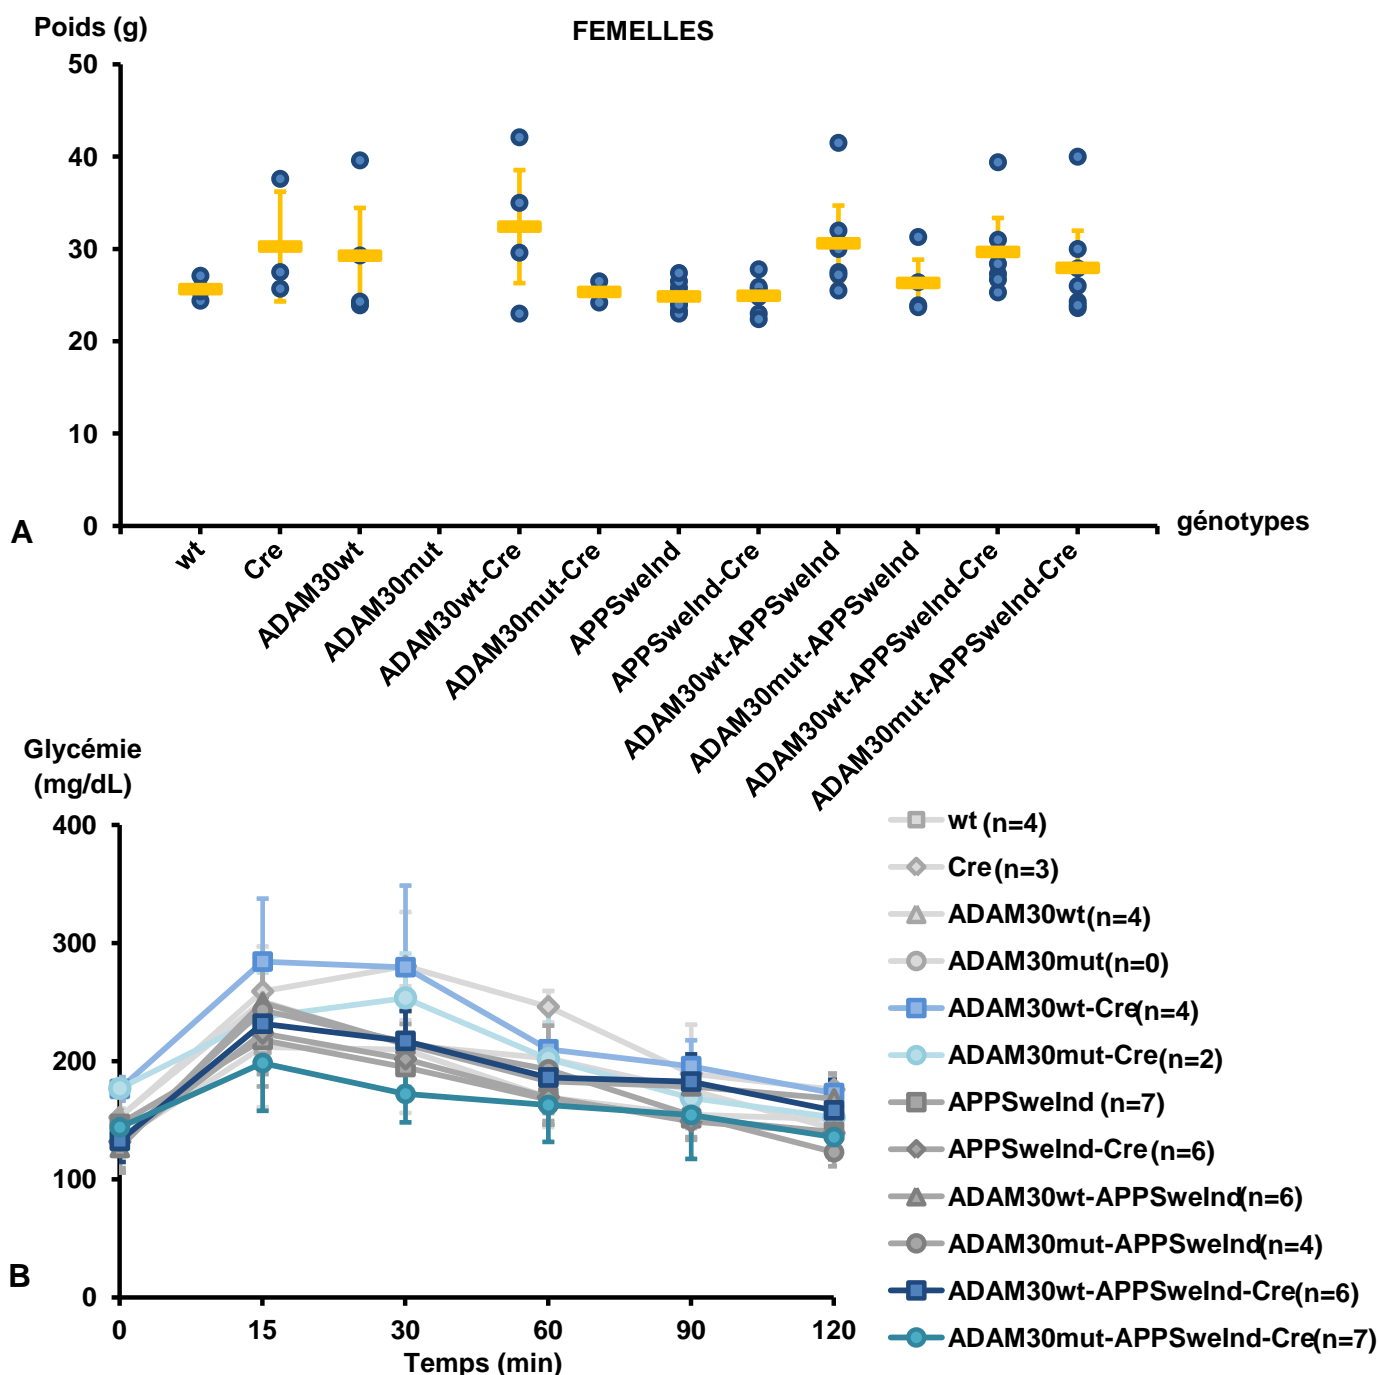 Poids (g)
FEMELLES
50
40
30
20
10
0
A
génotypes
wt
Cre
ADAM30wt
ADAM30mut
ADAM30wt-Cre
ADAM30mut-Cre
APPSweInd
APPSweInd-Cre
ADAM30wt-APPSweInd
ADAM30mut-APPSweInd
ADAM30wt-APPSweInd-Cre
ADAM30mut-APPSweInd-Cre
Glycémie
(mg/dL)
400
300
200
100
0
B
0 15 30 60 90 120
Temps (min)
wt (n=4)
Cre (n=3)
ADAM30wt (n=4)
ADAM30mut (n=0)
ADAM30wt-Cre (n=4)
ADAM30mut-Cre (n=2)
APPSweInd (n=7)
APPSweInd-Cre (n=6)
ADAM30wt-APPSweInd (n=6)
ADAM30mut-APPSweInd (n=4)
ADAM30wt-APPSweInd-Cre (n=6)
ADAM30mut-APPSweInd-Cre (n=7)